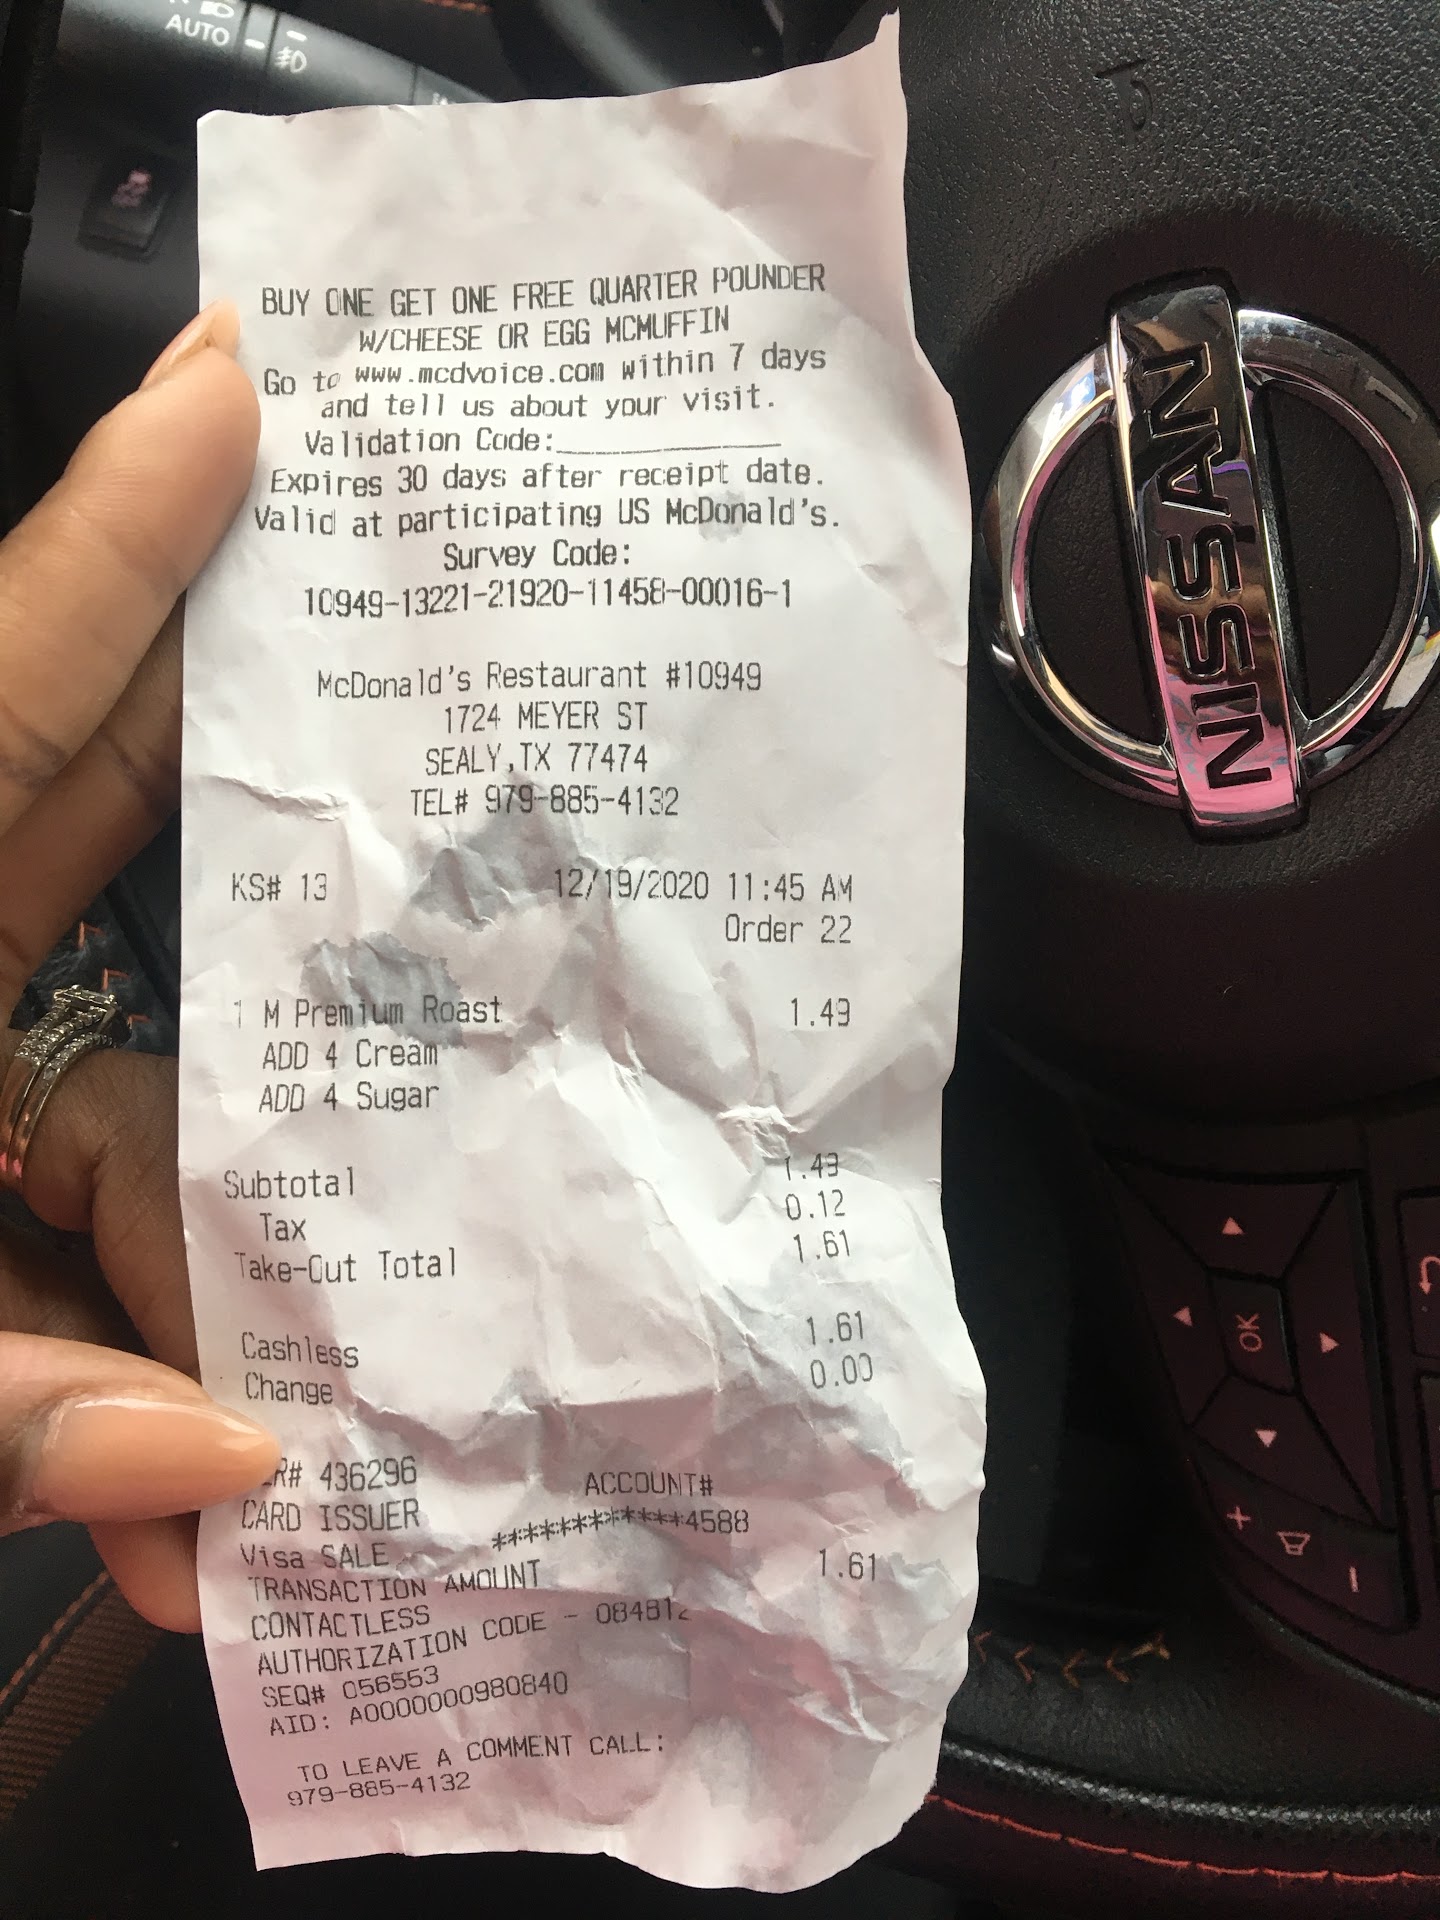 AUTO
BUY ONE GET ONE FREE QUARTER POUNDER
W/CHEESE OR EGG MCMUFFIN
Go to www.mcdvoice.com within 7 days
and tell us about your visit.
Validation Code:_______________
Expires 30 days after receipt date.
Valid at participating US McDonald's.
Survey Code:
10949-13221-21920-11458-00016-1
McDonald's Restaurant #10949
1724 MEYER ST
SEALY,TX 77474
TEL# 979-885-4132
KS# 13 12/19/2020 11:45 AM
Order 22
1 M Premium Roast 1.49
ADD 4 Cream
ADD 4 Sugar
Subtotal 1.49
Tax 0.12
Take-Out Total 1.61
Cashless 1.61
Change 0.00
436296
CARD ISSUER ACCOUNT#
Visa SALE ************4588
TRANSACTION AMOUNT 1.61
CONTACTLESS
AUTHORIZATION CODE - 084812
SEQ# 056553
AID: A0000000980840
TO LEAVE A COMMENT CALL:
979-885-4132
NISSAN
OK